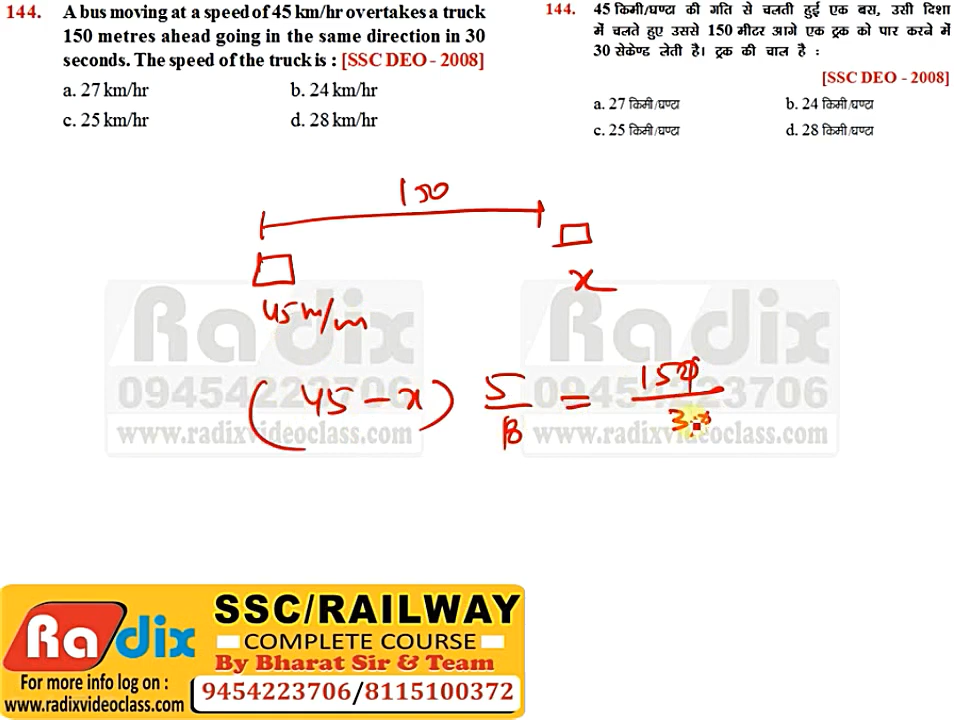 144. A bus moving at a speed of 45 km/hr overtakes a truck
150 metres ahead going in the same direction in 30
seconds. The speed of the truck is : [SSC DEO - 2008]
a. 27 km/hr b. 24 km/hr
c. 25 km/hr d. 28 km/hr
144. 45 किमी/घण्टा की गति से चलती हुई एक बस, उसी दिशा
में चलते हुए उससे 150 मीटर आगे एक ट्रक को पार करने में
30 सेकेण्ड लेती है। ट्रक की चाल है :
[SSC DEO - 2008]
a. 27 किमी/घण्टा b. 24 किमी/घण्टा
c. 25 किमी/घण्टा d. 28 किमी/घण्टा
150
x
45
(45 - x) 5/18 = 150/30
Radix
09454223706
www.radixvideoclass.com
Radix
09454223706
www.radixvideoclass.com
Radix
For more info log on :
www.radixvideoclass.com
SSC/RAILWAY
COMPLETE COURSE
By Bharat Sir & Team
9454223706/8115100372